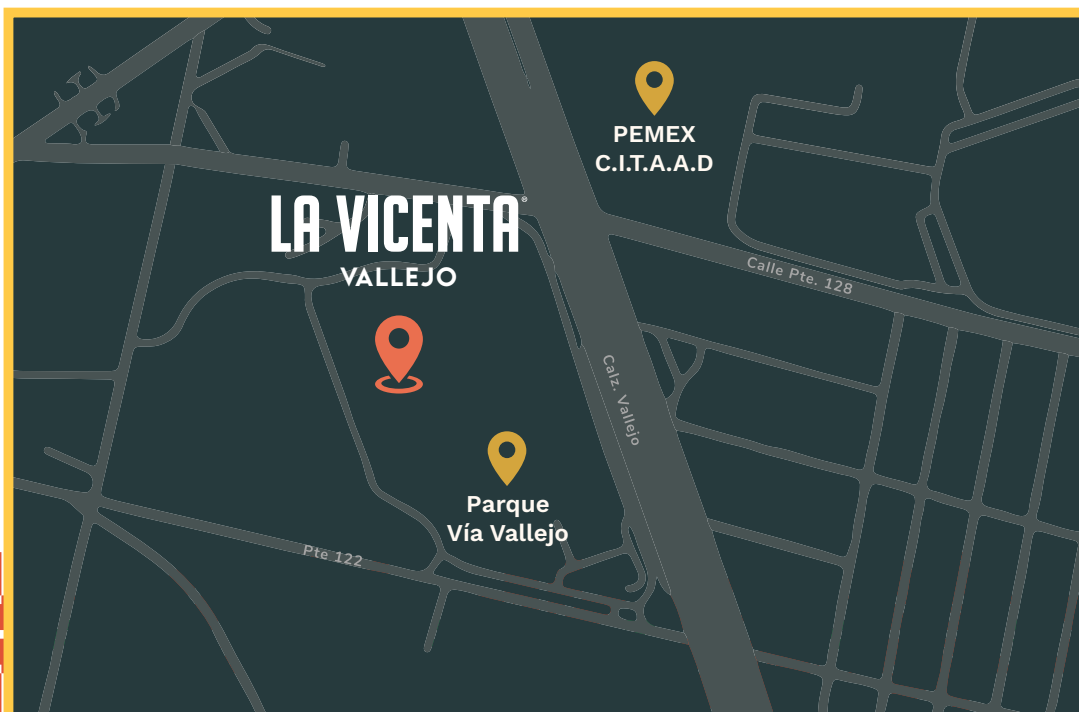 PEMEX
C.I.T.A.A.D
LA VICENTA®
VALLEJO
Calle Pte. 128
Calz. Vallejo
Parque
Vía Vallejo
Pte 122